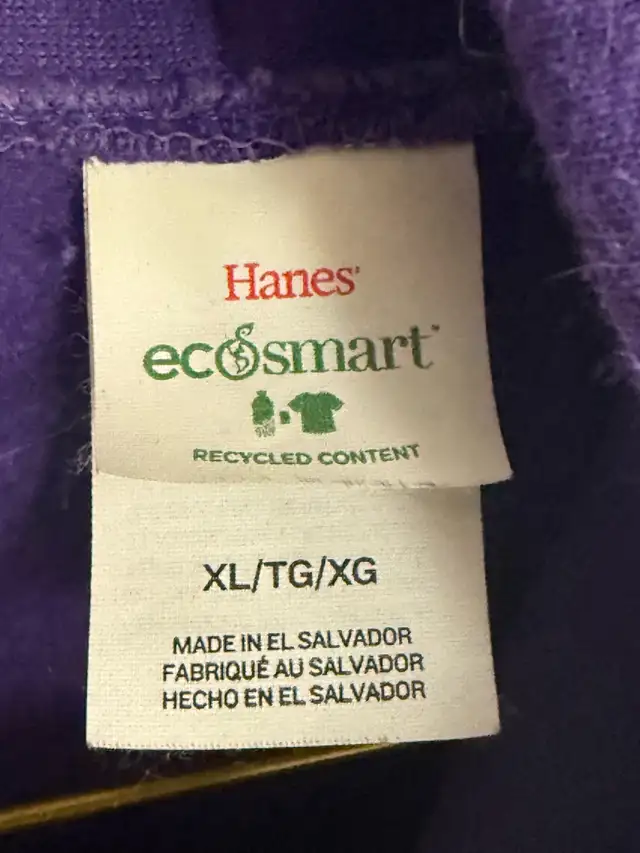 Hanes®
ecosmart®
RECYCLED CONTENT
XL/TG/XG
MADE IN EL SALVADOR
FABRIQUÉ AU SALVADOR
HECHO EN EL SALVADOR